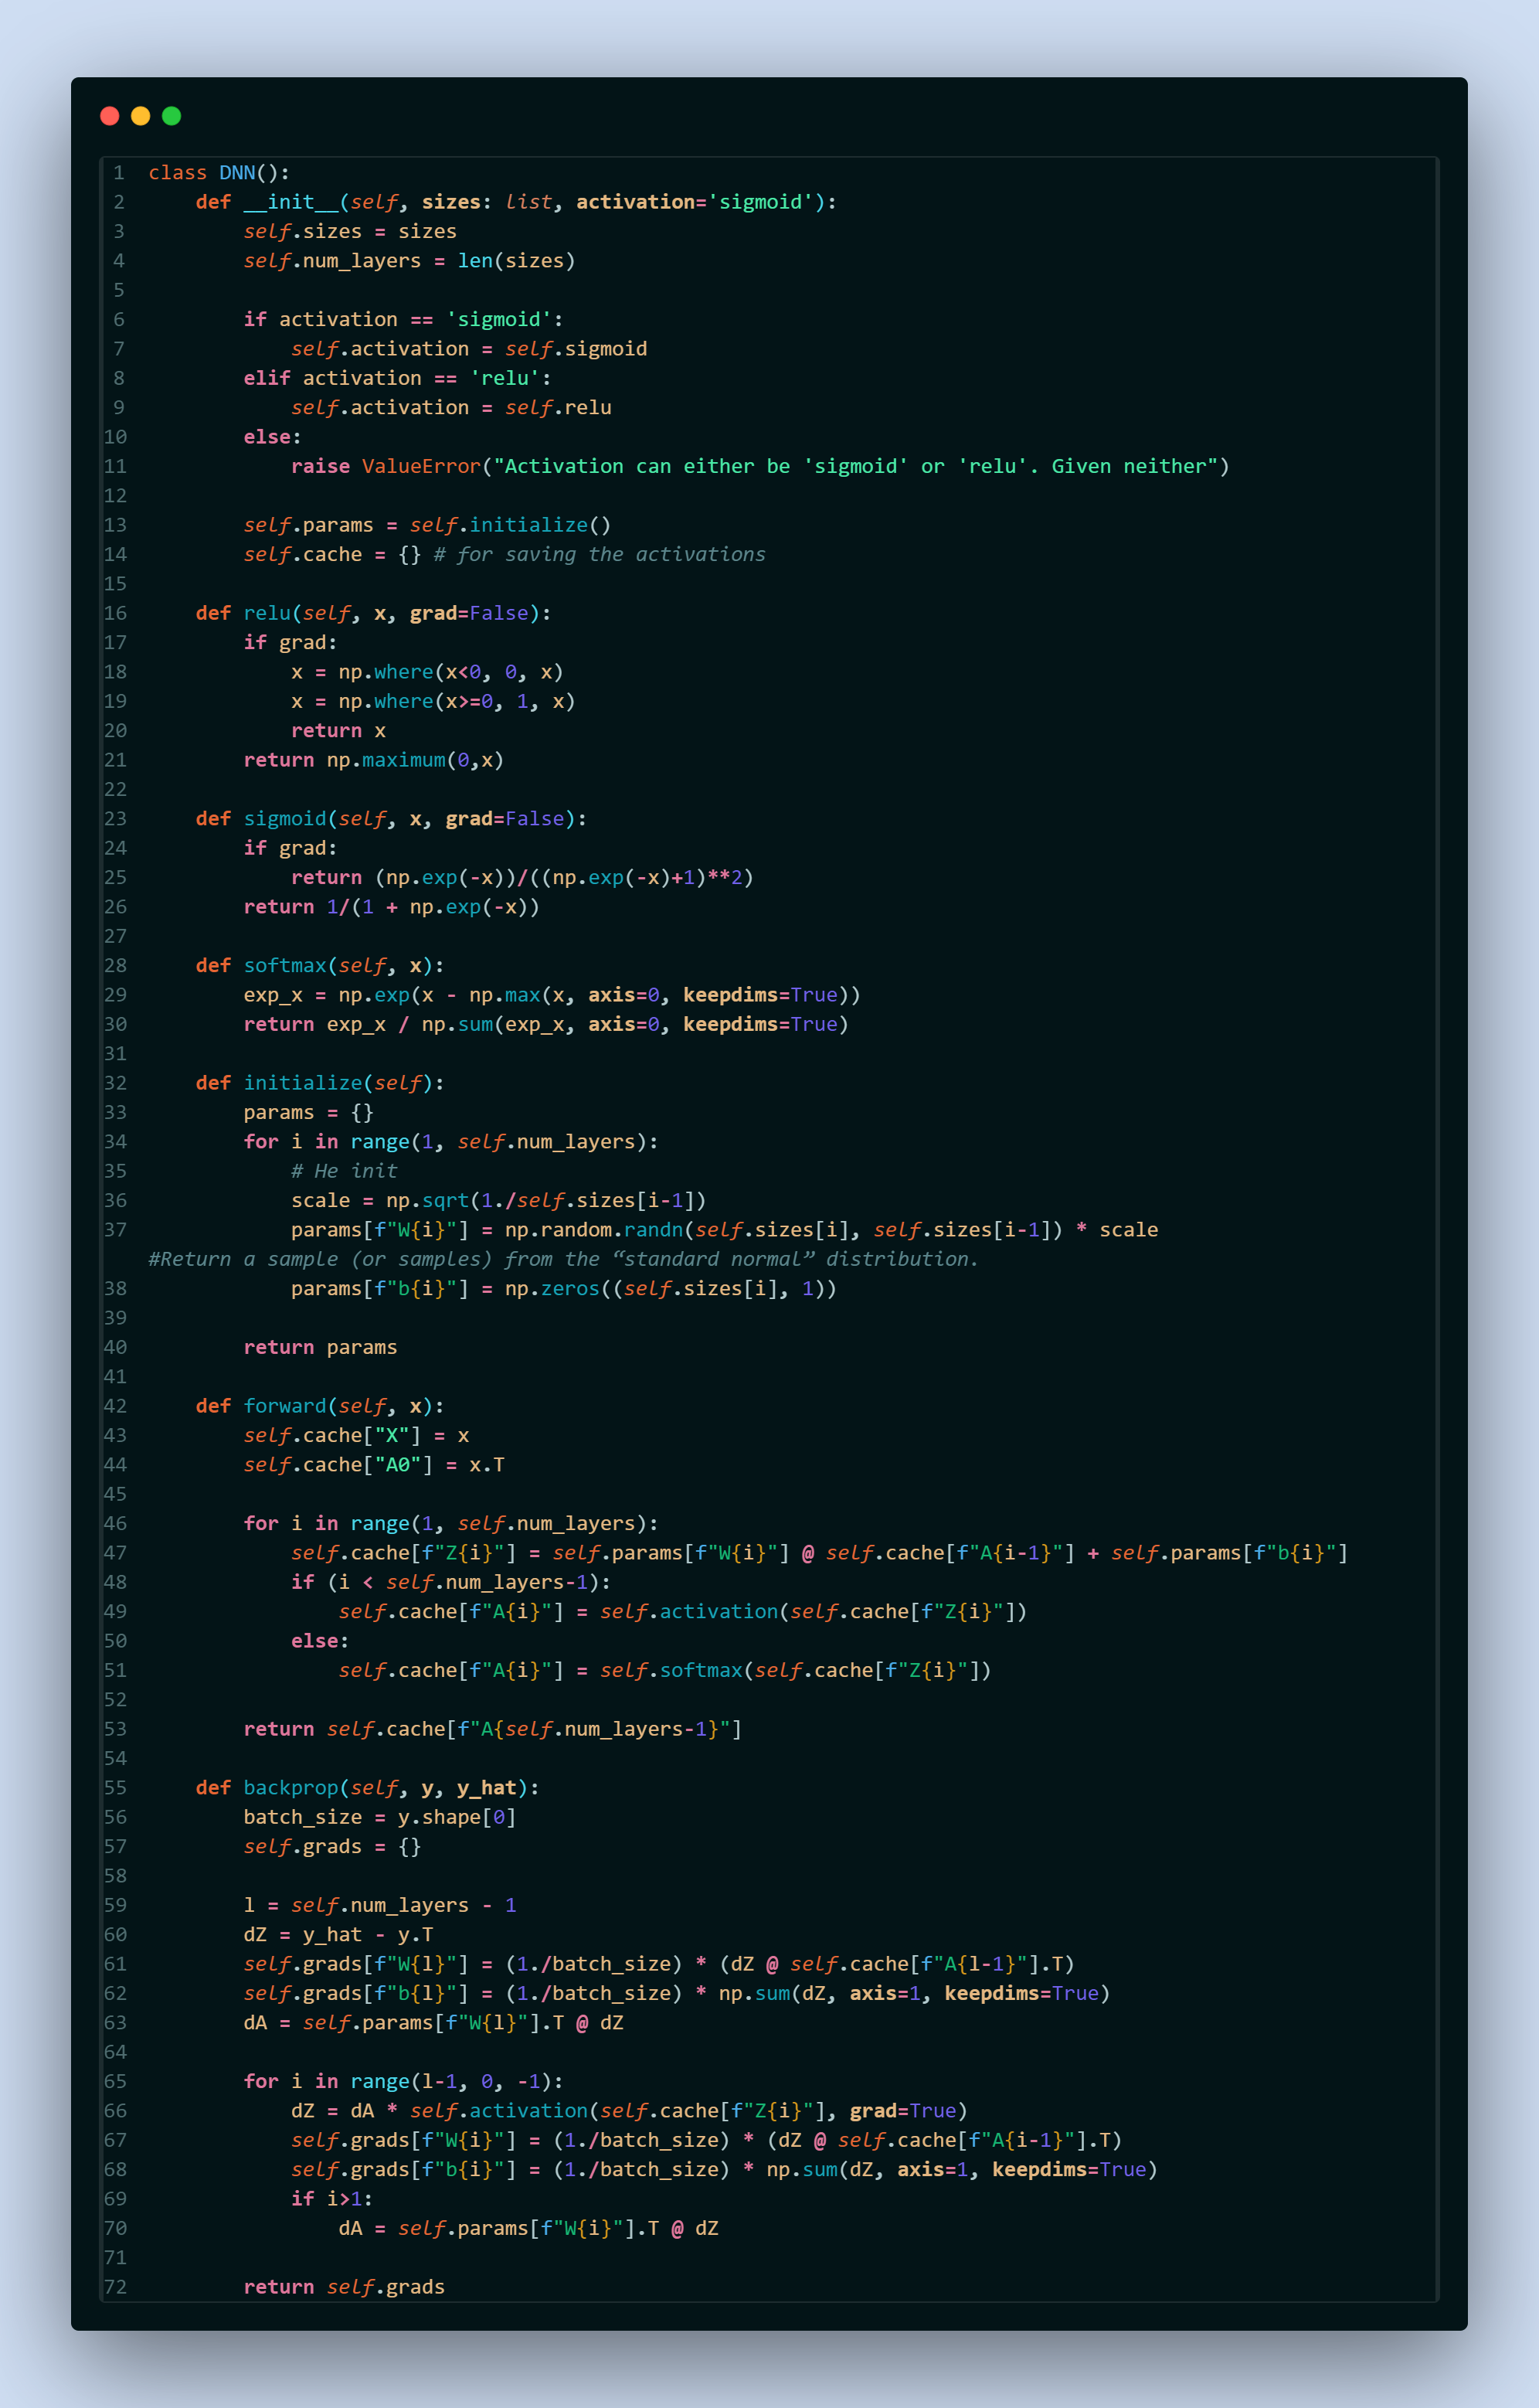 1 class DNN():
2     def __init__(self, sizes: list, activation='sigmoid'):
3         self.sizes = sizes
4         self.num_layers = len(sizes)
5
6         if activation == 'sigmoid':
7             self.activation = self.sigmoid
8         elif activation == 'relu':
9             self.activation = self.relu
10         else:
11             raise ValueError("Activation can either be 'sigmoid' or 'relu'. Given neither")
12
13         self.params = self.initialize()
14         self.cache = {} # for saving the activations
15
16     def relu(self, x, grad=False):
17         if grad:
18             x = np.where(x<0, 0, x)
19             x = np.where(x>=0, 1, x)
20             return x
21         return np.maximum(0,x)
22
23     def sigmoid(self, x, grad=False):
24         if grad:
25             return (np.exp(-x))/((np.exp(-x)+1)**2)
26         return 1/(1 + np.exp(-x))
27
28     def softmax(self, x):
29         exp_x = np.exp(x - np.max(x, axis=0, keepdims=True))
30         return exp_x / np.sum(exp_x, axis=0, keepdims=True)
31
32     def initialize(self):
33         params = {}
34         for i in range(1, self.num_layers):
35             # He init
36             scale = np.sqrt(1./self.sizes[i-1])
37             params[f"W{i}"] = np.random.randn(self.sizes[i], self.sizes[i-1]) * scale
#Return a sample (or samples) from the “standard normal” distribution.
38             params[f"b{i}"] = np.zeros((self.sizes[i], 1))
39
40         return params
41
42     def forward(self, x):
43         self.cache["X"] = x
44         self.cache["A0"] = x.T
45
46         for i in range(1, self.num_layers):
47             self.cache[f"Z{i}"] = self.params[f"W{i}"] @ self.cache[f"A{i-1}"] + self.params[f"b{i}"]
48             if (i < self.num_layers-1):
49                 self.cache[f"A{i}"] = self.activation(self.cache[f"Z{i}"])
50             else:
51                 self.cache[f"A{i}"] = self.softmax(self.cache[f"Z{i}"])
52
53         return self.cache[f"A{self.num_layers-1}"]
54
55     def backprop(self, y, y_hat):
56         batch_size = y.shape[0]
57         self.grads = {}
58
59         l = self.num_layers - 1
60         dZ = y_hat - y.T
61         self.grads[f"W{l}"] = (1./batch_size) * (dZ @ self.cache[f"A{l-1}"].T)
62         self.grads[f"b{l}"] = (1./batch_size) * np.sum(dZ, axis=1, keepdims=True)
63         dA = self.params[f"W{l}"].T @ dZ
64
65         for i in range(l-1, 0, -1):
66             dZ = dA * self.activation(self.cache[f"Z{i}"], grad=True)
67             self.grads[f"W{i}"] = (1./batch_size) * (dZ @ self.cache[f"A{i-1}"].T)
68             self.grads[f"b{i}"] = (1./batch_size) * np.sum(dZ, axis=1, keepdims=True)
69             if i>1:
70                 dA = self.params[f"W{i}"].T @ dZ
71
72         return self.grads